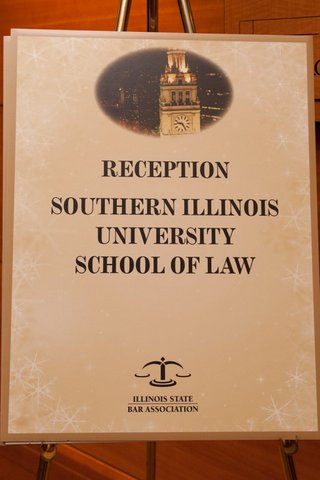 RECEPTION
SOUTHERN ILLINOIS
UNIVERSITY
SCHOOL OF LAW
ILLINOIS STATE
BAR ASSOCIATION